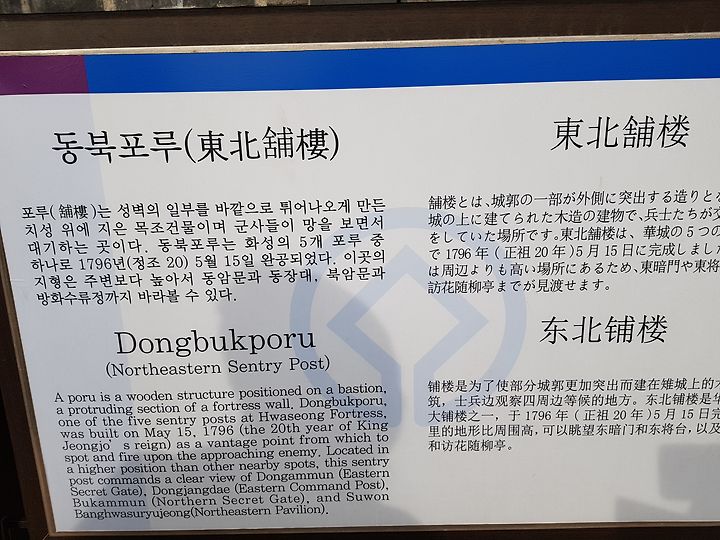 동북포루(東北舖樓)
포루(舖樓)는 성벽의 일부를 바깥으로 튀어나오게 만든
치성 위에 지은 목조건물이며 군사들이 망을 보면서
대기하는 곳이다. 동북포루는 화성의 5개 포루 중
하나로 1796년(정조 20) 5월 15일 완공되었다. 이곳의
지형은 주변보다 높아서 동암문과 동장대, 북암문과
방화수류정까지 바라볼 수 있다.
Dongbukporu
(Northeastern Sentry Post)
A poru is a wooden structure positioned on a bastion,
a protruding section of a fortress wall. Dongbukporu,
one of the five sentry posts at Hwaseong Fortress,
was built on May 15, 1796 (the 20th year of King
Jeongjo's reign) as a vantage point from which to
spot and fire upon the approaching enemy. Located in
a higher position than other nearby spots, this sentry
post commands a clear view of Dongammun (Eastern
Secret Gate), Dongjangdae (Eastern Command Post),
Bukammun (Northern Secret Gate), and Suwon
Banghwasuryujeong(Northeastern Pavilion).
東北舗楼
舗楼とは、城郭の一部が外側に突出する造りと
城の上に建てられた木造の建物で、兵士たちが
をしていた場所です。東北舗楼は、華城の5つの
で1796年(正祖20年)5月15日に完成しました
は周辺よりも高い場所にあるため、東暗門や東将
訪花随柳亭までが見渡せます。
东北铺楼
铺楼是为了使部分城郭更加突出而建在雉城上的木
筑，士兵边观察四周边等候的地方。东北铺楼是华
大铺楼之一，于1796年(正祖20年)5月15日完
里的地形比周围高，可以眺望东暗门和东将台，以及
和访花随柳亭。